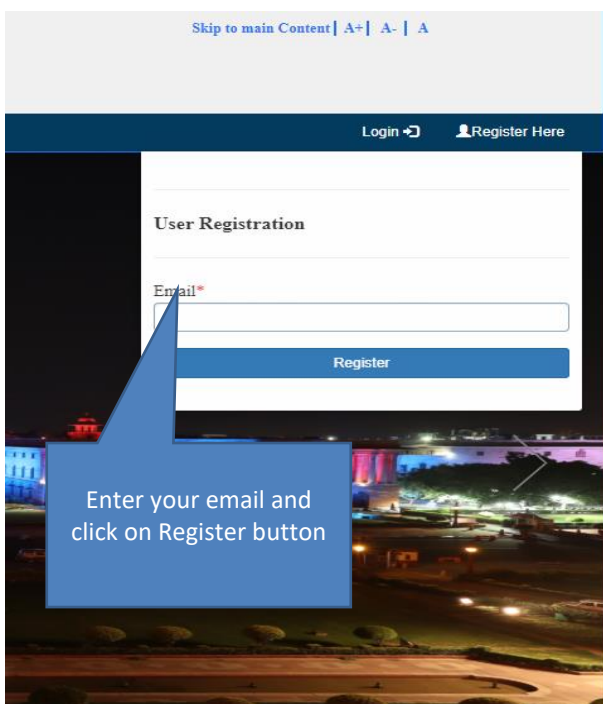 Skip to main Content| A+| A- | A
Login Register Here
User Registration
Email*
Register
Enter your email and
click on Register button